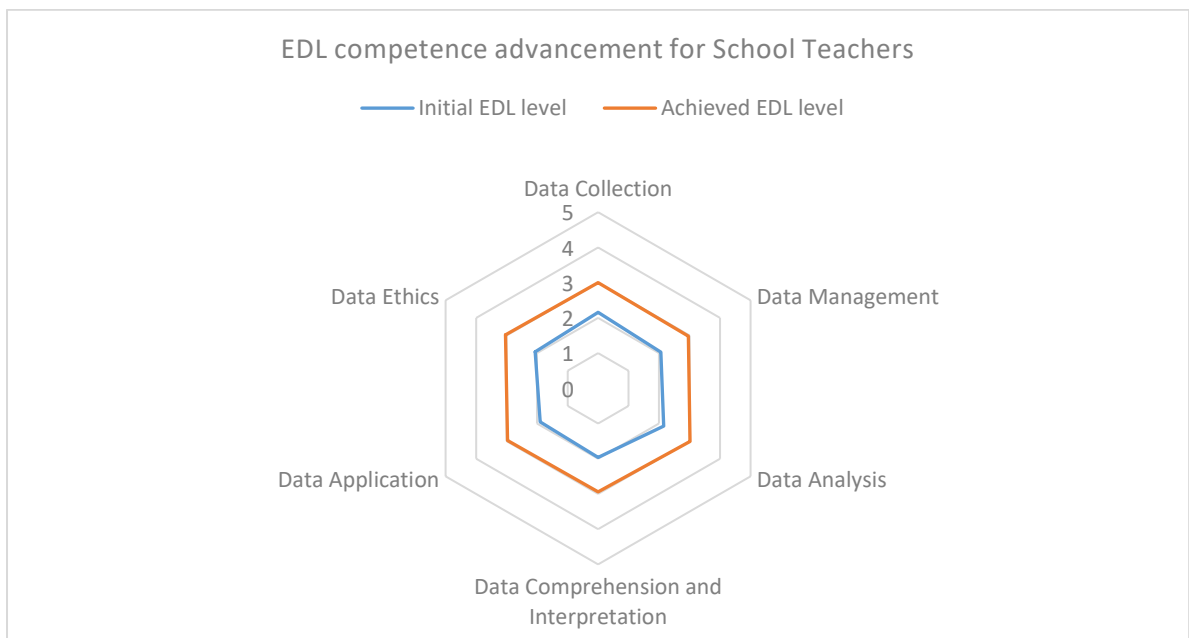 EDL competence advancement for School Teachers
Initial EDL level Achieved EDL level
Data Collection
5
4
3
Data Ethics
Data Management
2
1
0
Data Application
Data Analysis
Data Comprehension and
Interpretation